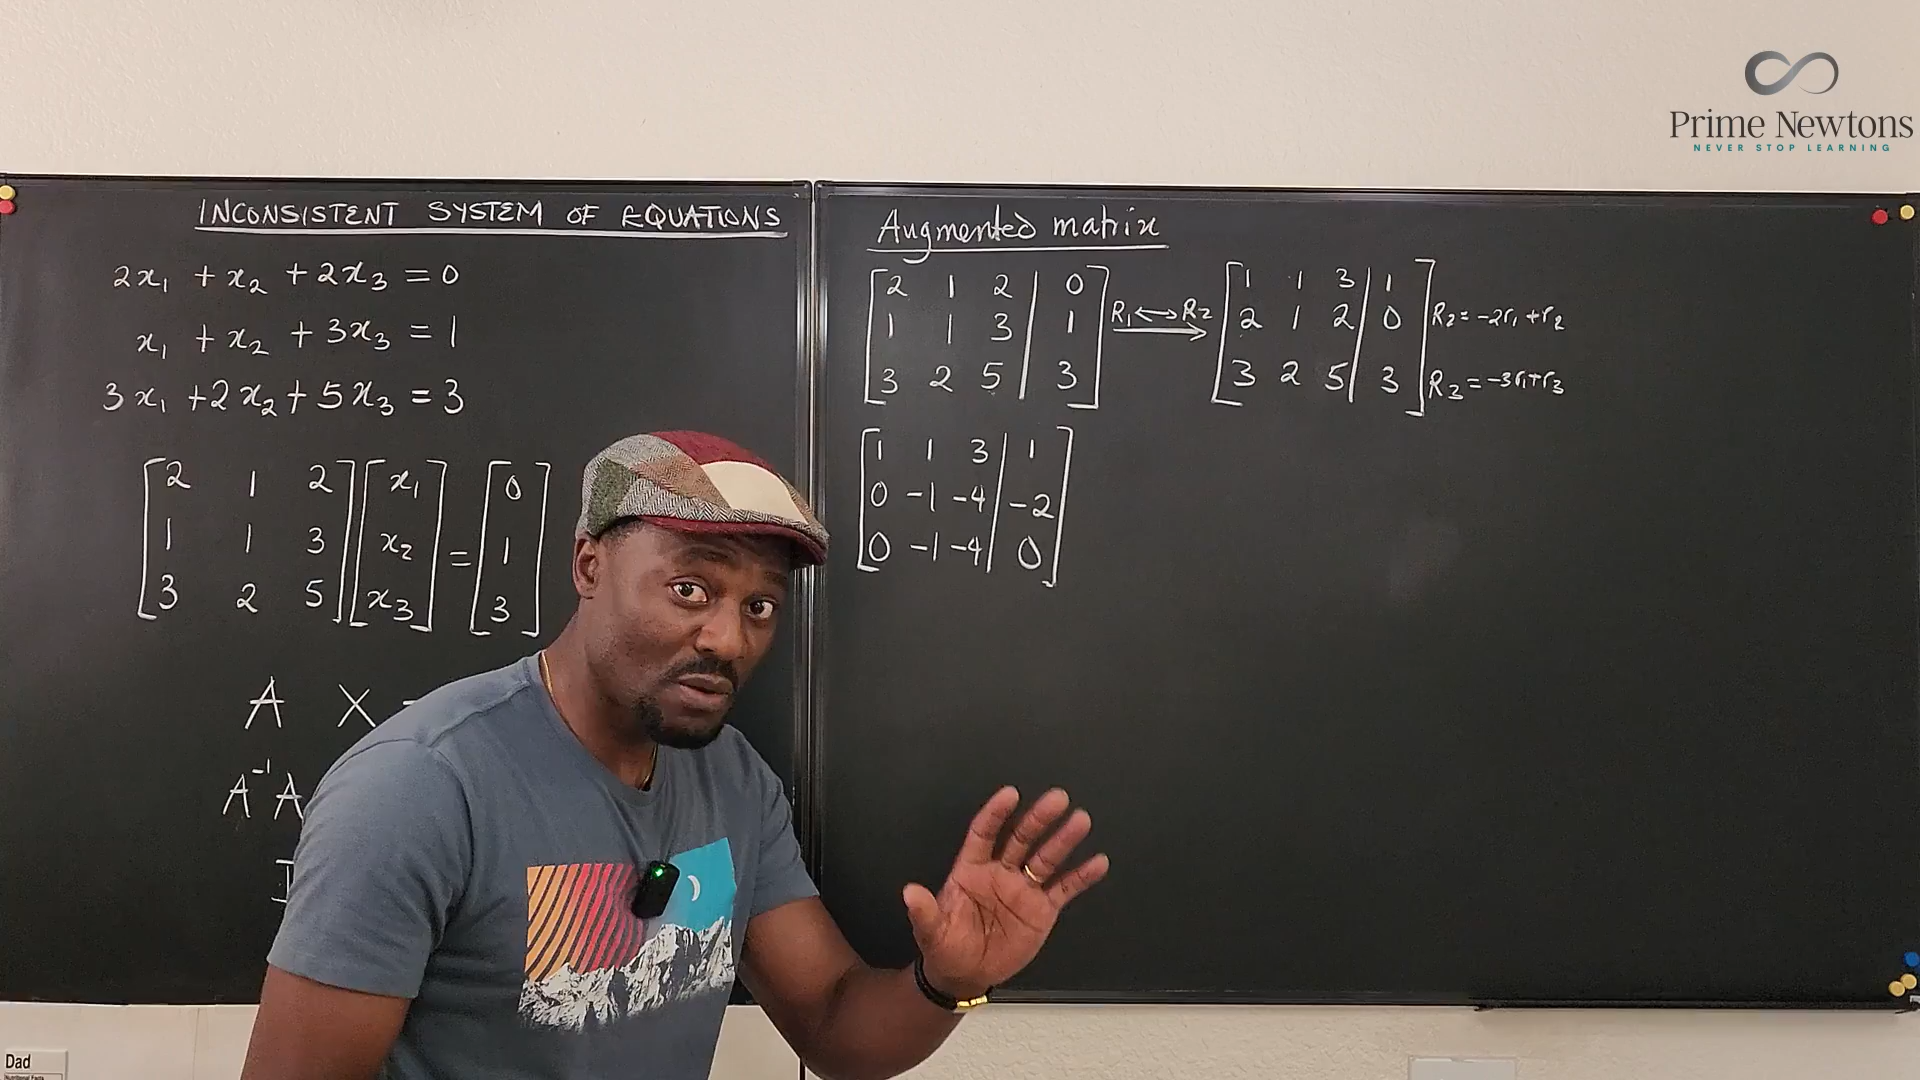 Prime Newtons
NEVER STOP LEARNING
INCONSISTENT SYSTEM OF EQUATIONS
2x₁ + x₂ + 2x₃ = 0
x₁ + x₂ + 3x₃ = 1
3x₁ + 2x₂ + 5x₃ = 3
2 1 2 x₁ 0
1 1 3 x₂ = 1
3 2 5 x₃ 3
A X
A⁻¹A
I
Augmented matrix
2 1 2 | 0
1 1 3 | 1
3 2 5 | 3
R₁ ↔ R₂
1 1 3 | 1
2 1 2 | 0 R₂ = -2r₁ + r₂
3 2 5 | 3 R₃ = -3r₁ + r₃
1 1 3 | 1
0 -1 -4 | -2
0 -1 -4 | 0
Dad